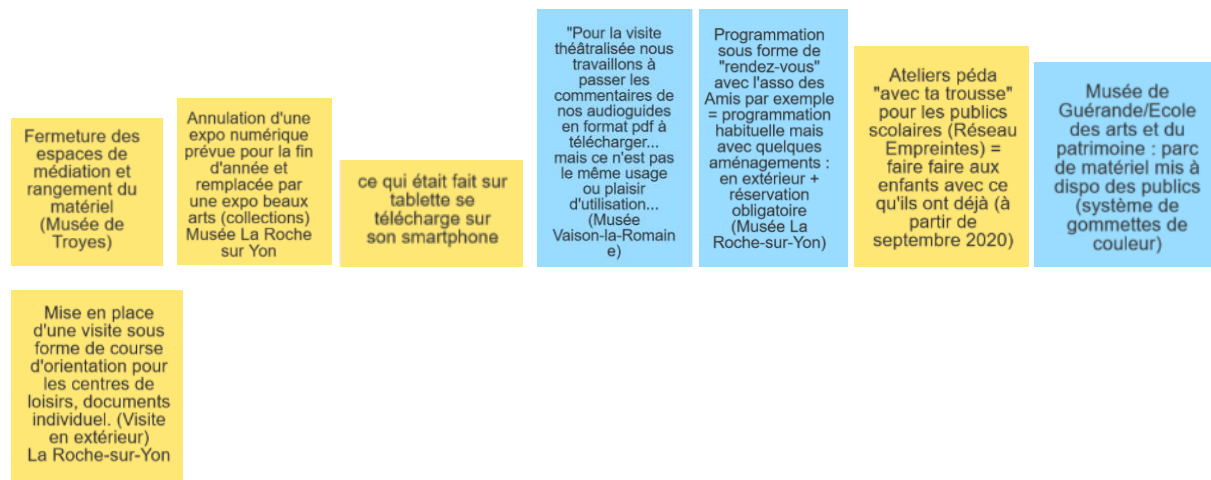 Fermeture des
espaces de
médiation et
rangement du
matériel
(Musée de
Troyes)
Annulation d'une
expo numérique
prévue pour la fin
d'année et
remplacée par
une expo beaux
arts (collections)
Musée La Roche
sur Yon
ce qui était fait sur
tablette se
télécharge sur
son smartphone
"Pour la visite
théâtralisée nous
travaillons à
passer les
commentaires de
nos audioguides
en format pdf à
télécharger...
mais ce n'est pas
le même usage
ou plaisir
d'utilisation...
(Musée
Vaison-la-Romain
e)
Programmation
sous forme de
"rendez-vous"
avec l'asso des
Amis par exemple
= programmation
habituelle mais
avec quelques
aménagements :
en extérieur +
réservation
obligatoire
(Musée La
Roche-sur-Yon)
Ateliers péda
"avec ta trousse"
pour les publics
scolaires (Réseau
Empreintes) =
faire faire aux
enfants avec ce
qu'ils ont déjà (à
partir de
septembre 2020)
Musée de
Guérande/Ecole
des arts et du
patrimoine : parc
de matériel mis à
dispo des publics
(système de
gommettes de
couleur)
Mise en place
d'une visite sous
forme de course
d'orientation pour
les centres de
loisirs, documents
individuel. (Visite
en extérieur)
La Roche-sur-Yon